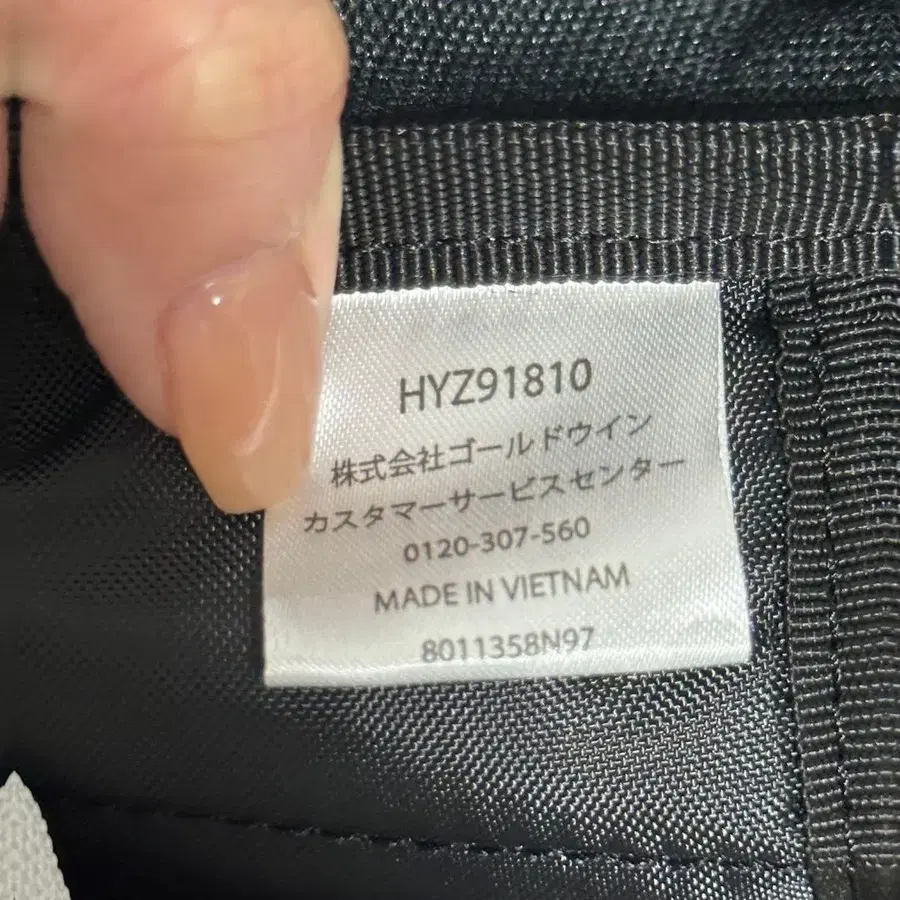 HYZ91810
株式会社ゴールドウイン
カスタマーサービスセンター
0120-307-560
MADE IN VIETNAM
8011358N97